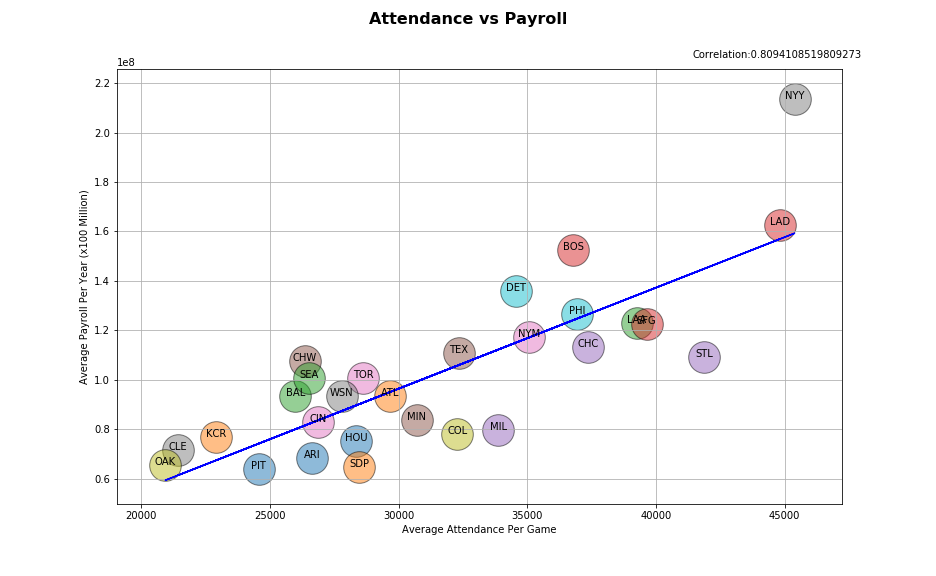 Attendance vs Payroll
Correlation:0.8094108519809273
1e8
2.2
2.0
1.8
1.6
1.4
1.2
1.0
0.8
0.6
Average Payroll Per Year (x100 Million)
NYY
LAD
BOS
DET
PHI
SFG
NYM
CHC
TEX
STL
CHW
SEA
TOR
BAL
WSN
ATL
CIN
MIN
KCR
HOU
COL
MIL
CLE
ARI
OAK
PIT
SDP
20000 25000 30000 35000 40000 45000
Average Attendance Per Game